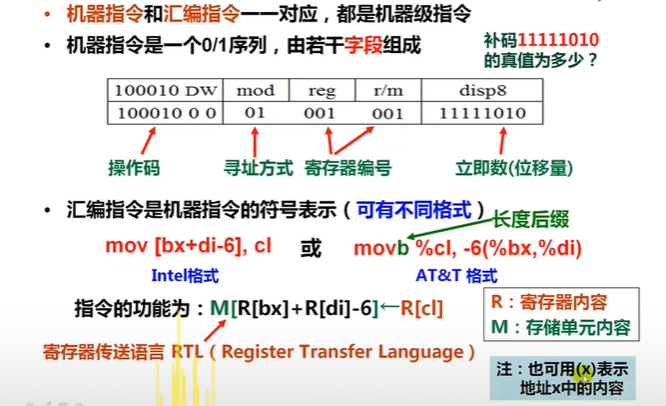 • 机器指令和汇编指令一一对应，都是机器级指令
• 机器指令是一个0/1序列，由若干字段组成
补码11111010
的真值为多少？
100010 DW mod reg r/m disp8
100010 0 0 01 001 001 11111010
操作码 寻址方式 寄存器编号 立即数(位移量)
• 汇编指令是机器指令的符号表示（可有不同格式）
长度后缀
mov [bx+di-6], cl 或 movb %cl, -6(%bx,%di)
Intel格式 AT&T 格式
指令的功能为：M[R[bx]+R[di]-6]←R[cl]
R：寄存器内容
M：存储单元内容
寄存器传送语言 RTL（Register Transfer Language）
注：也可用(x)表示
地址x中的内容